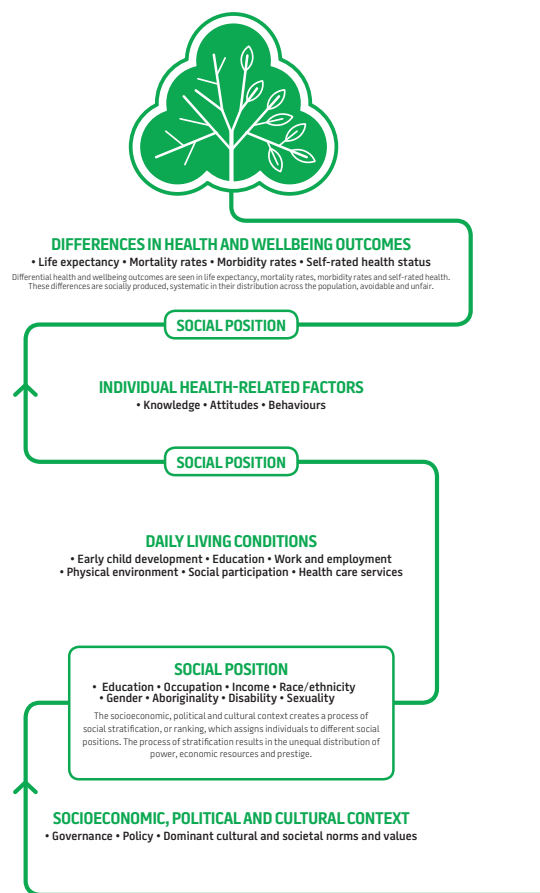 DIFFERENCES IN HEALTH AND WELLBEING OUTCOMES
• Life expectancy • Mortality rates • Morbidity rates • Self-rated health status
Differential health and wellbeing outcomes are seen in life expectancy, mortality rates, morbidity rates and self-rated health.
These differences are socially produced, systematic in their distribution across the population, avoidable and unfair.
SOCIAL POSITION
INDIVIDUAL HEALTH-RELATED FACTORS
• Knowledge • Attitudes • Behaviours
SOCIAL POSITION
DAILY LIVING CONDITIONS
• Early child development • Education • Work and employment
• Physical environment • Social participation • Health care services
SOCIAL POSITION
• Education • Occupation • Income • Race/ethnicity
• Gender • Aboriginality • Disability • Sexuality
The socioeconomic, political and cultural context creates a process of
social stratification, or ranking, which assigns individuals to different social
positions. The process of stratification results in the unequal distribution of
power, economic resources and prestige.
SOCIOECONOMIC, POLITICAL AND CULTURAL CONTEXT
• Governance • Policy • Dominant cultural and societal norms and values